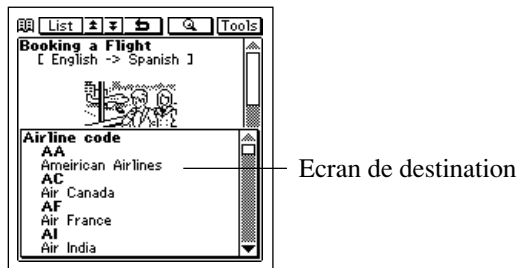 List Tools
Booking a Flight
[ English -> Spanish ]
Airline code
AA
Ameirican Airlines
AC
Air Canada
AF
Air France
AI
Air India
Ecran de destination